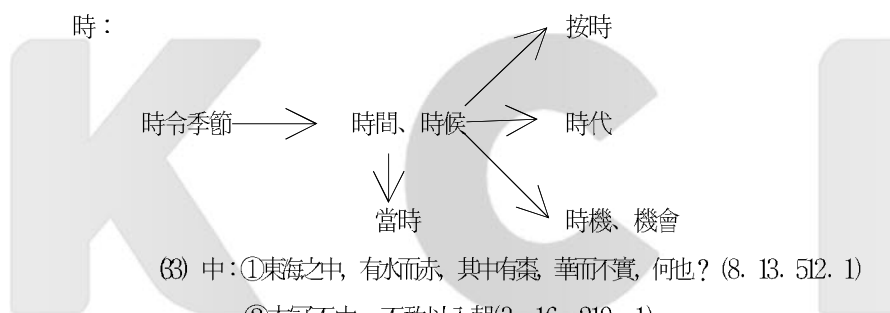 時：
按時
時令季節 時間、時候 時代
當時 時機、機會
(33) 中：①東海之中, 有水而赤, 其中有棗, 華而不實, 何也? (8. 13. 512. 1)